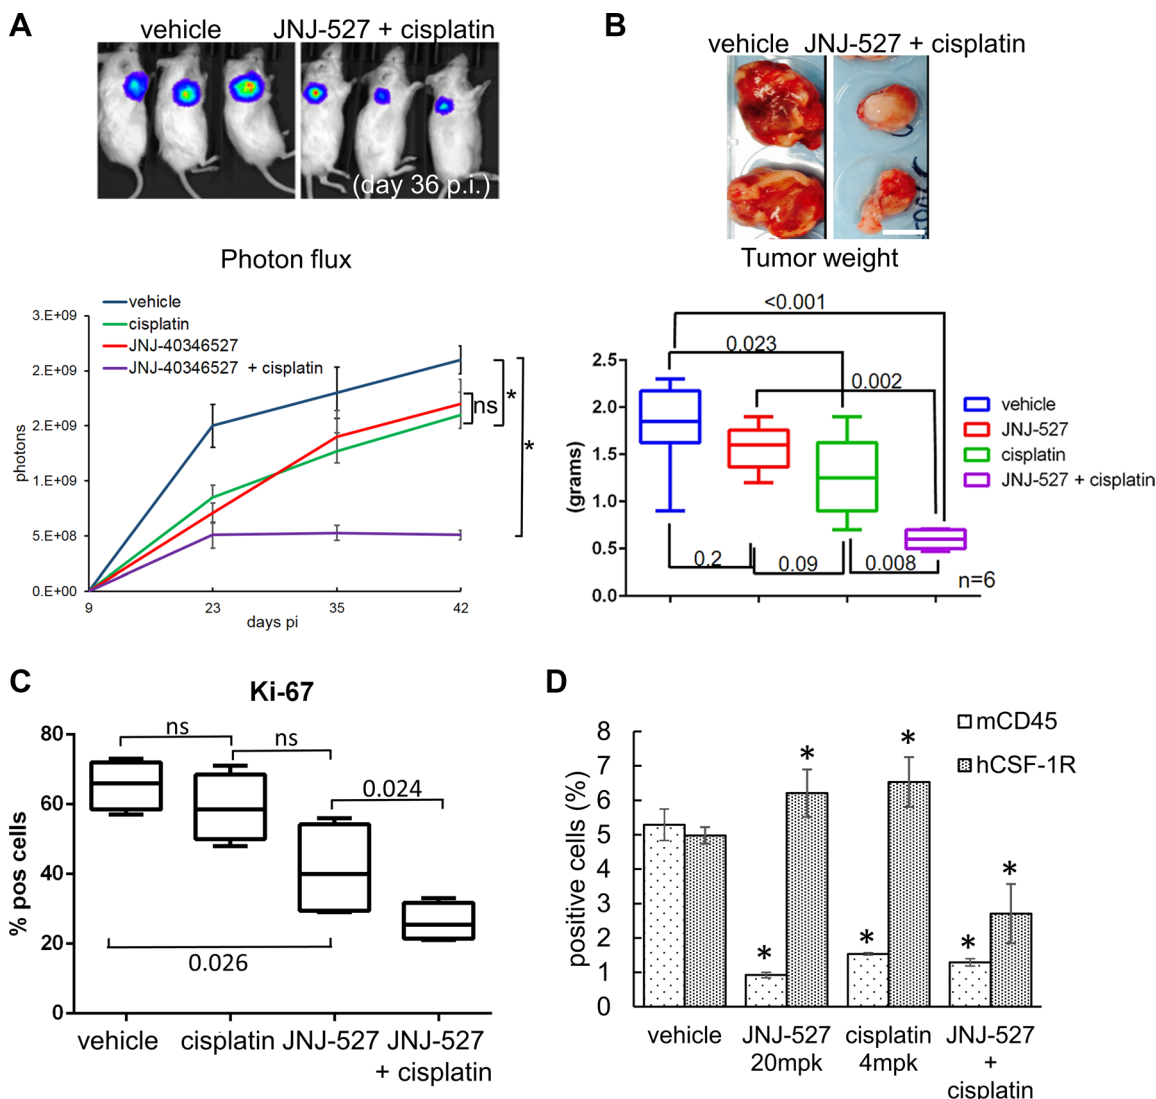 A
vehicle JNJ-527 + cisplatin
(day 36 p.i.)
Photon flux
vehicle
cisplatin
JNJ-40346527
JNJ-40346527 + cisplatin
3.E+09
2.E+09
2.E+09
1.E+09
5.E+08
0.E+00
photons
9 23 35 42
days pi
ns
*
*
B
vehicle JNJ-527 + cisplatin
Tumor weight
<0.001
0.023
0.002
2.5
2.0
1.5
1.0
0.5
0.0
(grams)
vehicle
JNJ-527
cisplatin
JNJ-527 + cisplatin
0.2
0.09
0.008
n=6
C
Ki-67
80
60
40
20
0
% pos cells
ns
ns
0.024
0.026
vehicle cisplatin JNJ-527 JNJ-527
+ cisplatin
D
mCD45
hCSF-1R
8
7
6
5
4
3
2
1
0
positive cells (%)
* *
* *
* *
vehicle JNJ-527 cisplatin JNJ-527
20mpk 4mpk +
cisplatin